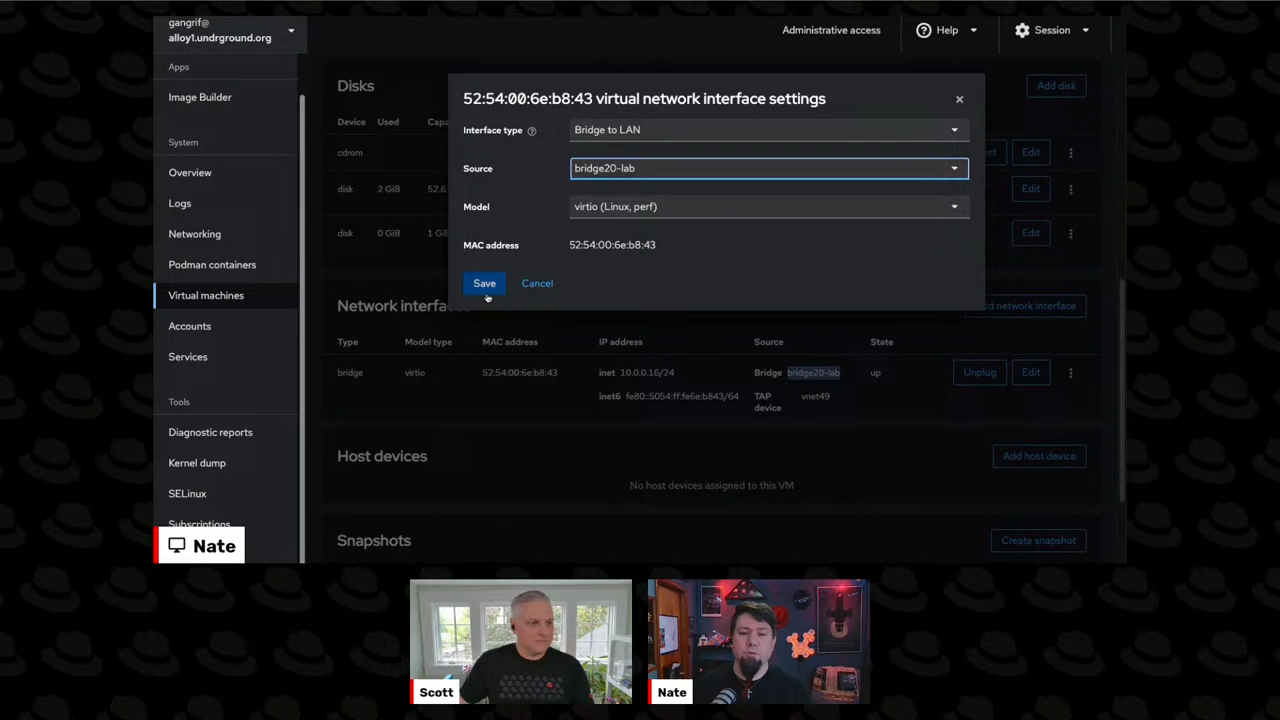 gangrif@
alloy1.undrground.org
Administrative access
Help
Session
Apps
Image Builder
System
Overview
Logs
Networking
Podman containers
Virtual machines
Accounts
Services
Tools
Diagnostic reports
Kernel dump
SELinux
Subscriptions
Disks
Add disk
Device Used
cdrom
Edit
disk 2 GiB 52.6
Edit
disk 0 GiB 1 Gi
Edit
52:54:00:6e:b8:43 virtual network interface settings
Interface type Bridge to LAN
Source bridge20-lab
Model virtio (Linux, perf)
MAC address 52:54:00:6e:b8:43
Save Cancel
Network interfac
dd network interface
Type Model type MAC address IP address Source State
bridge virtio 52:54:00:6e:b8:43 inet 10.0.0.16/24 Bridge bridge20-lab up Unplug Edit
inet6 fe80::5054:ff:fe6e:b843/64 TAP device vnet49
Host devices
Add host device
No host devices assigned to this VM
Snapshots
Create snapshot
Nate
Scott
Nate